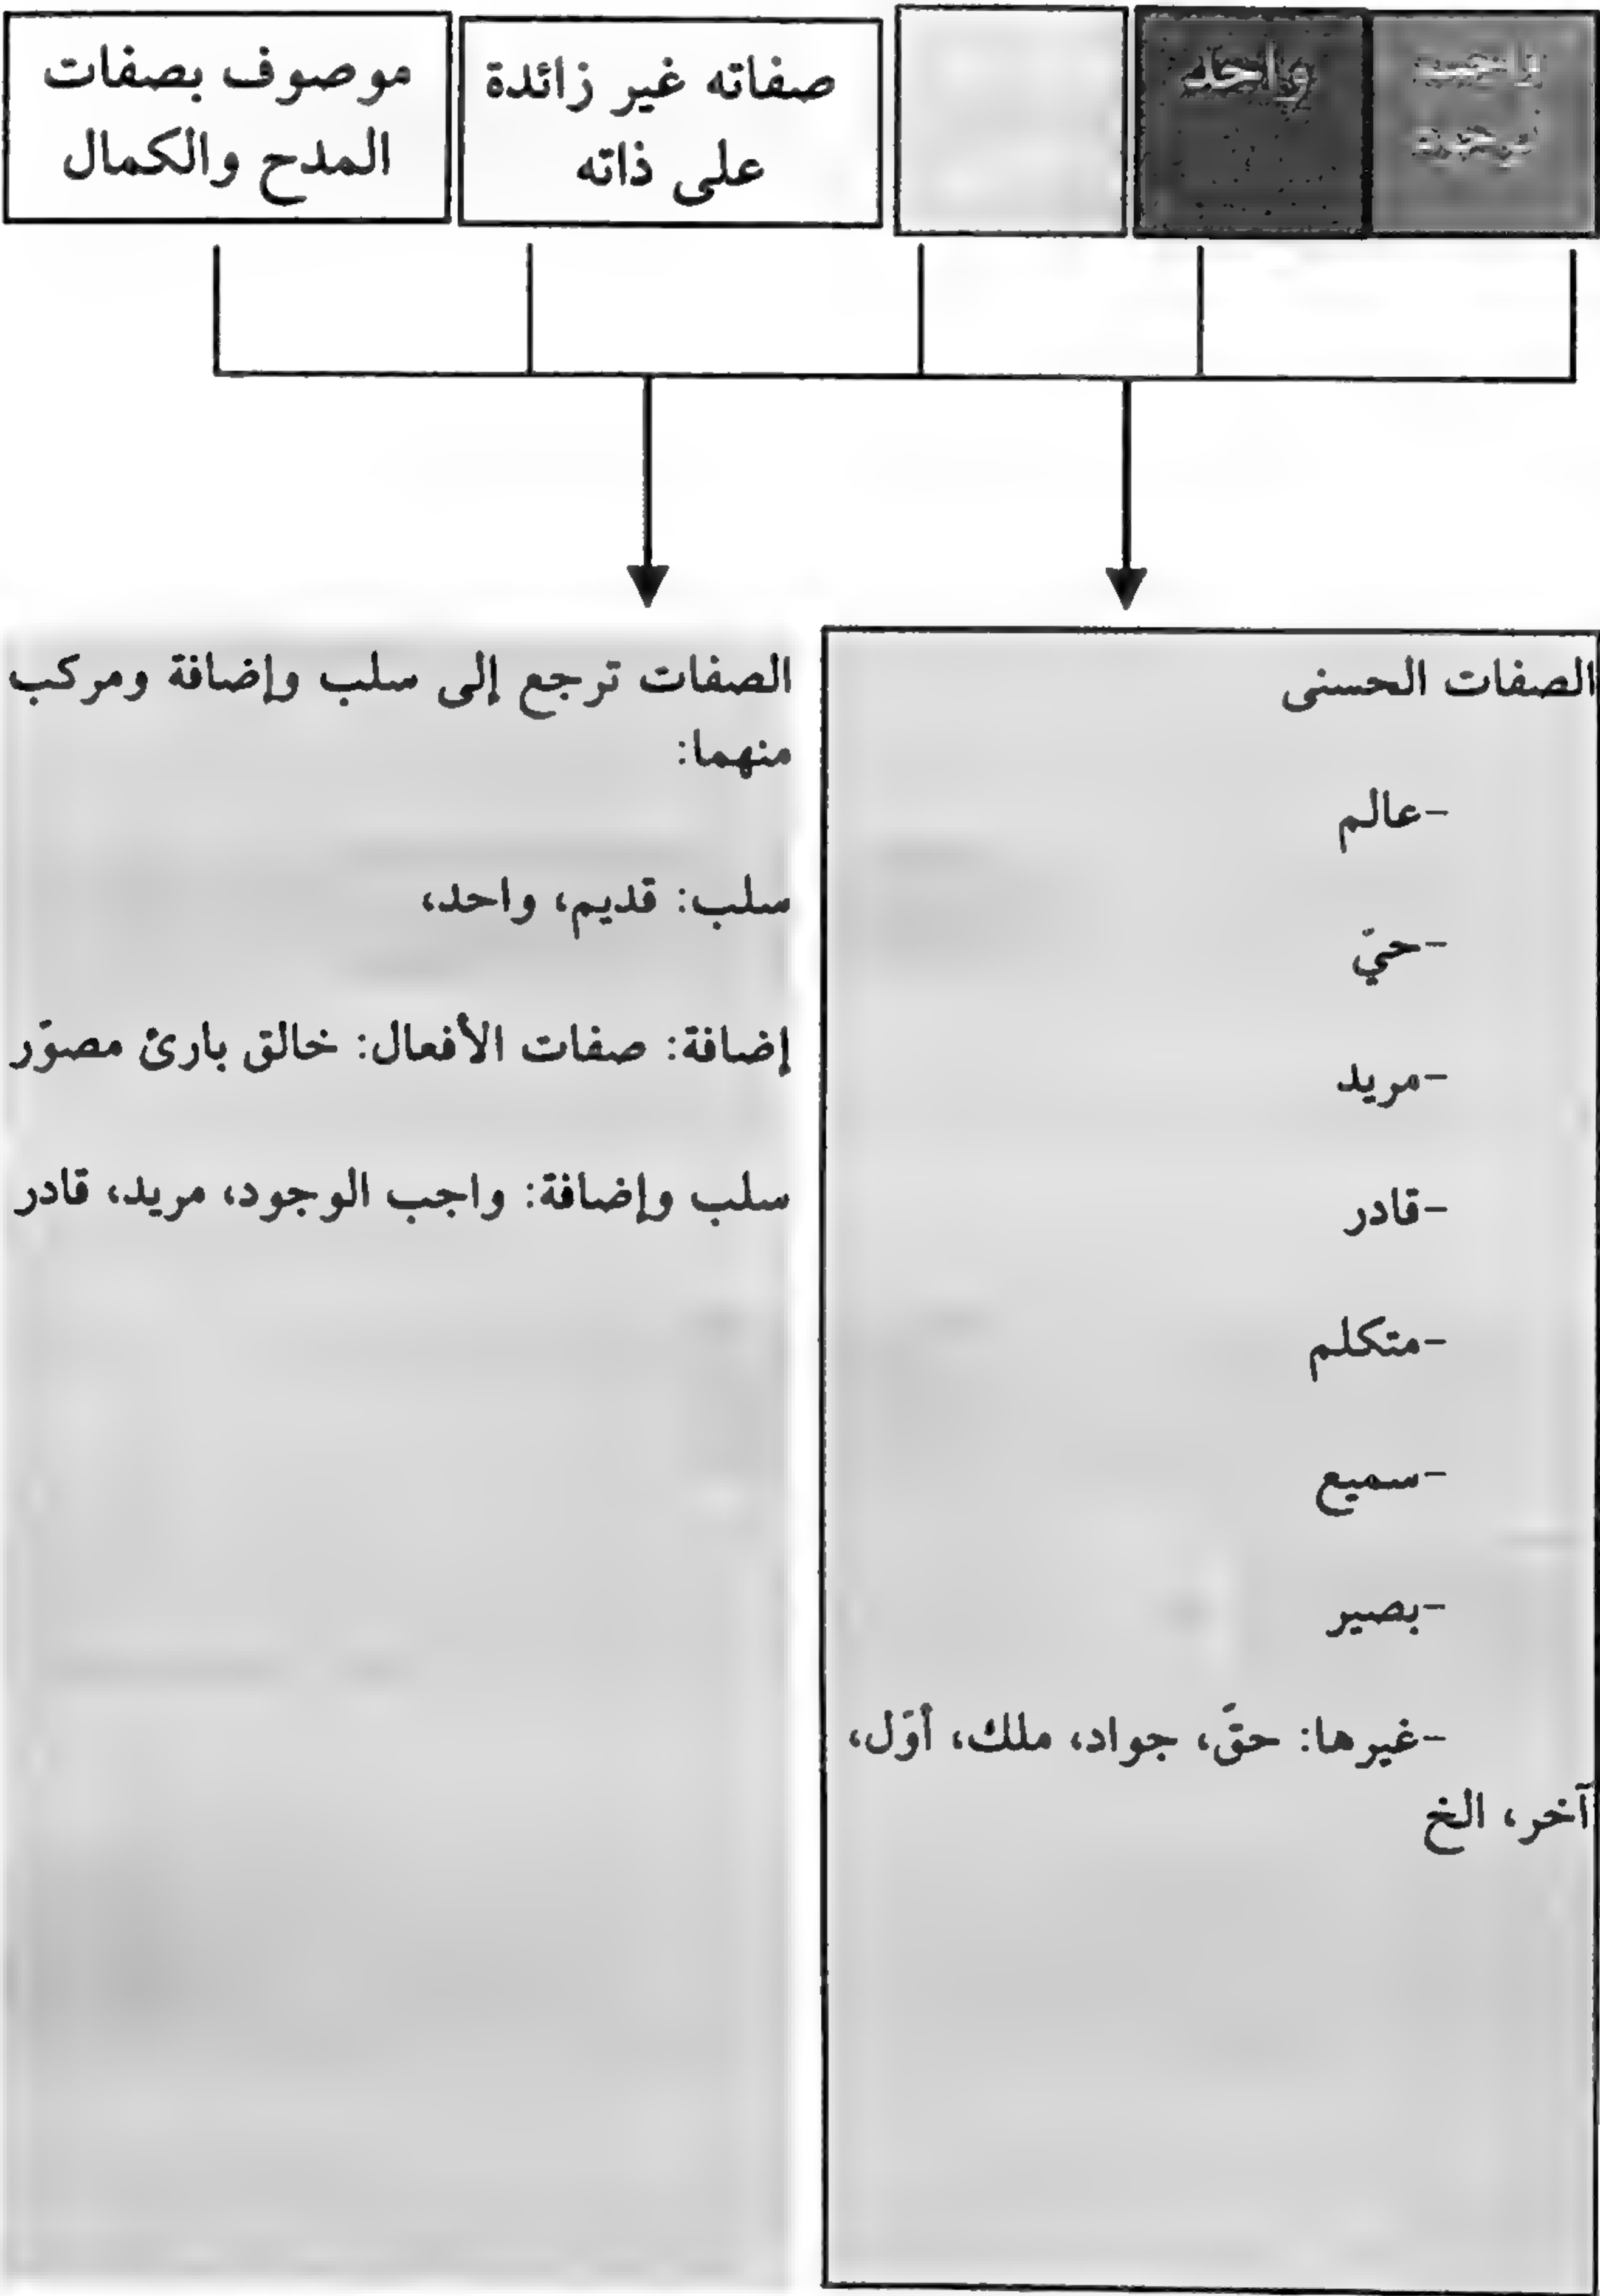 واحد
صفاته غير زائدة
على ذاته
موصوف بصفات
المدح والكمال
الصفات الحسنى
-عالم
-حيّ
-مريد
-قادر
-متكلم
-سميع
-بصير
-غيرها: حقّ، جواد، ملك، أوّل،
آخر، الخ
الصفات ترجع إلى سلب وإضافة ومركب
منهما:
سلب: قديم، واحد،
إضافة: صفات الأفعال: خالق بارئ مصوّر
سلب وإضافة: واجب الوجود، مريد، قادر